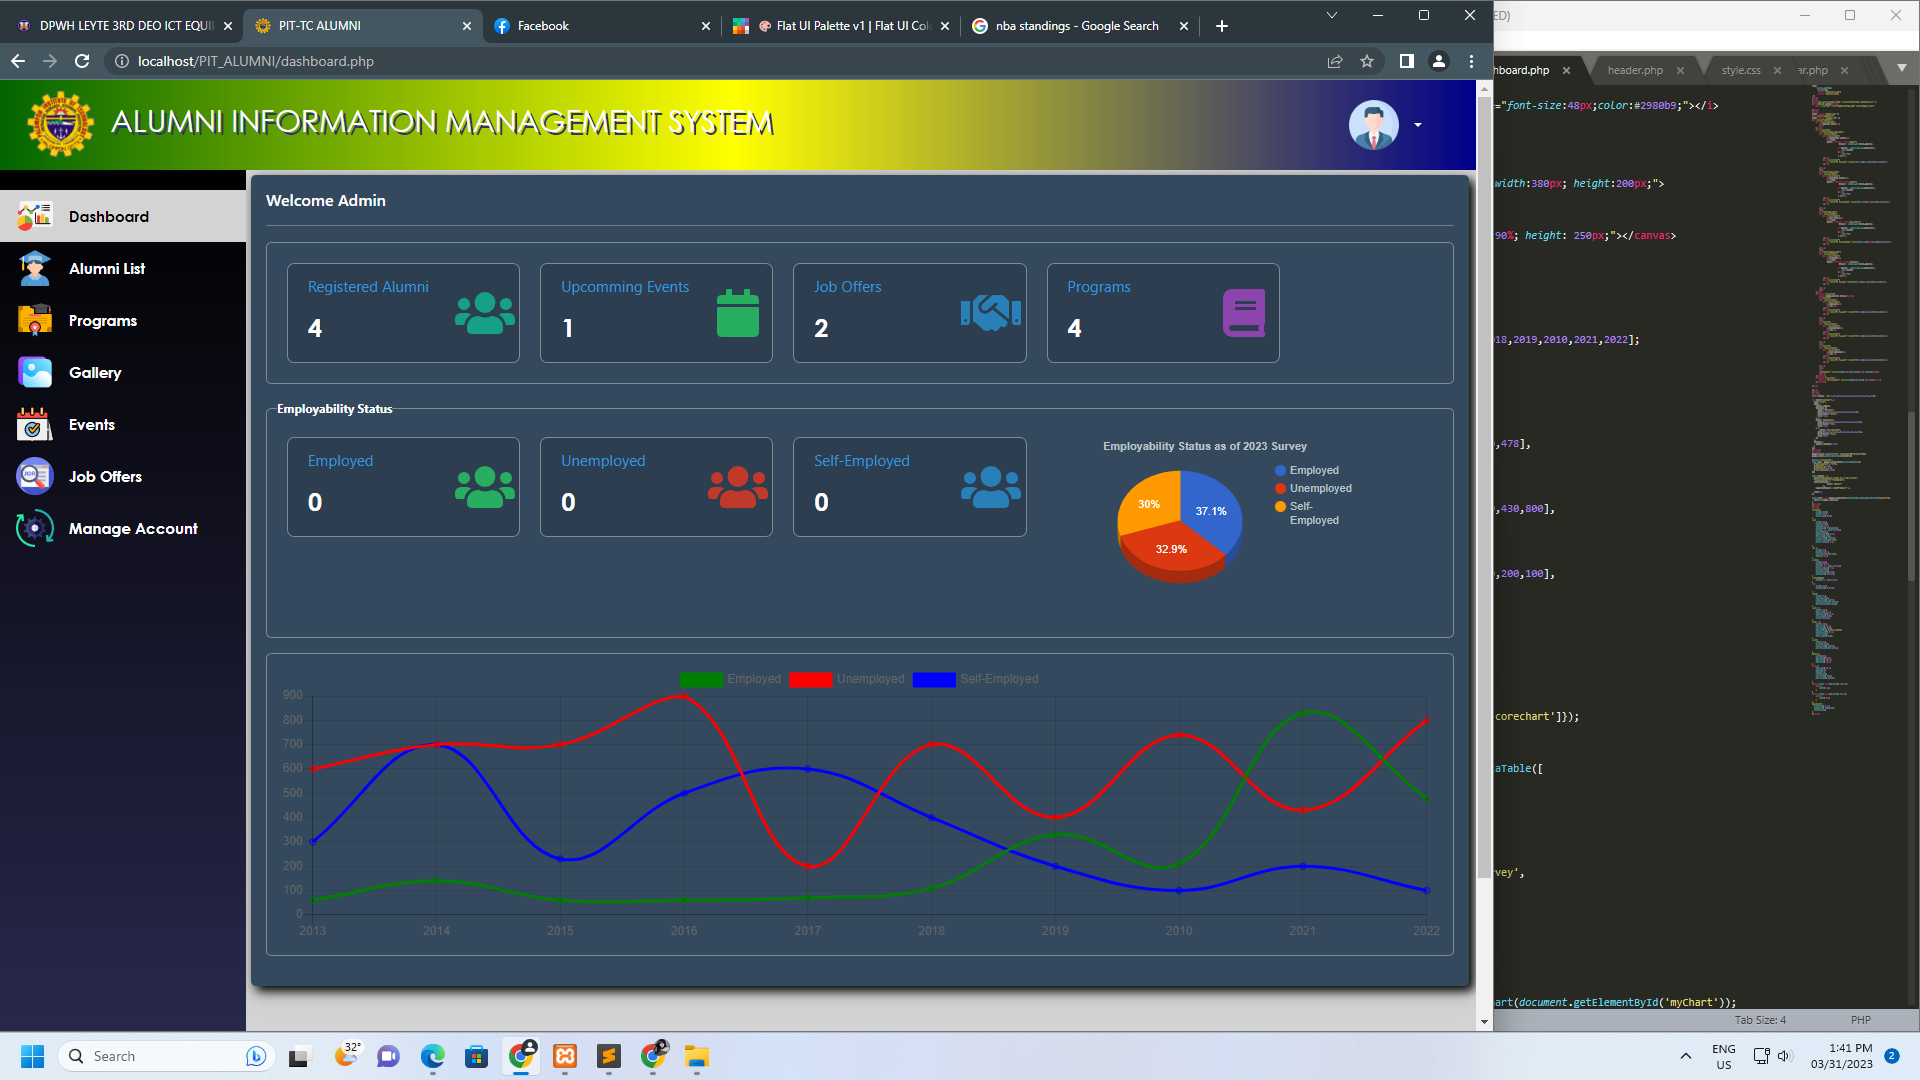 DPWH LEYTE 3RD DEO ICT EQUI
PIT-TC ALUMNI
Facebook
Flat UI Palette v1 | Flat UI Col
nba standings - Google Search
localhost/PIT_ALUMNI/dashboard.php
ED)
hboard.php
header.php
style.css
ar.php
ALUMNI INFORMATION MANAGEMENT SYSTEM
Dashboard
Alumni List
Programs
Gallery
Events
Job Offers
Manage Account
Welcome Admin
Registered Alumni
4
Upcomming Events
1
Job Offers
2
Programs
4
Employability Status
Employed
0
Unemployed
0
Self-Employed
0
Employability Status as of 2023 Survey
30%
37.1%
32.9%
Employed
Unemployed
Self-
Employed
Employed Unemployed Self-Employed
900
800
700
600
500
400
300
200
100
0
2013 2014 2015 2016 2017 2018 2019 2010 2021 2022
="font-size:48px;color:#2980b9;"></i>
width:380px; height:200px;">
90%; height: 250px;"></canvas>
18,2019,2010,2021,2022];
,478],
,430,800],
,200,100],
corechart']});
aTable([
rvey',
art(document.getElementById('myChart'));
Tab Size: 4
PHP
Search
32°
ENG
US
1:41 PM
03/31/2023
2